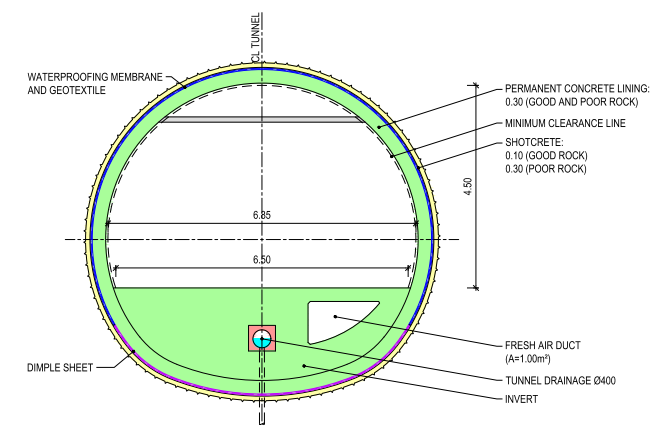 CL TUNNEL
WATERPROOFING MEMBRANE
AND GEOTEXTILE
PERMANENT CONCRETE LINING:
0.30 (GOOD AND POOR ROCK)
MINIMUM CLEARANCE LINE
SHOTCRETE:
0.10 (GOOD ROCK)
0.30 (POOR ROCK)
4.50
6.85
6.50
FRESH AIR DUCT
(A=1.00m²)
DIMPLE SHEET
TUNNEL DRAINAGE Ø400
INVERT